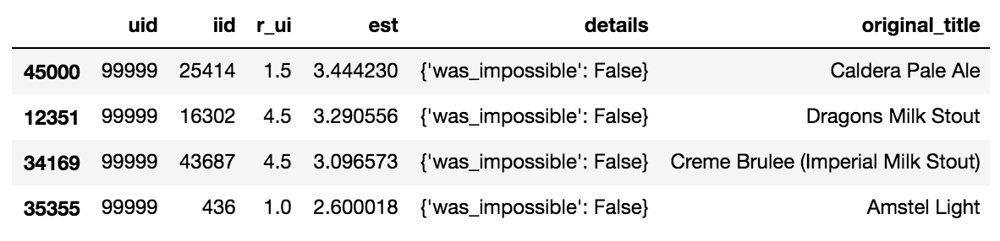 uid iid r_ui est details original_title
45000 99999 25414 1.5 3.444230 {'was_impossible': False} Caldera Pale Ale
12351 99999 16302 4.5 3.290556 {'was_impossible': False} Dragons Milk Stout
34169 99999 43687 4.5 3.096573 {'was_impossible': False} Creme Brulee (Imperial Milk Stout)
35355 99999 436 1.0 2.600018 {'was_impossible': False} Amstel Light